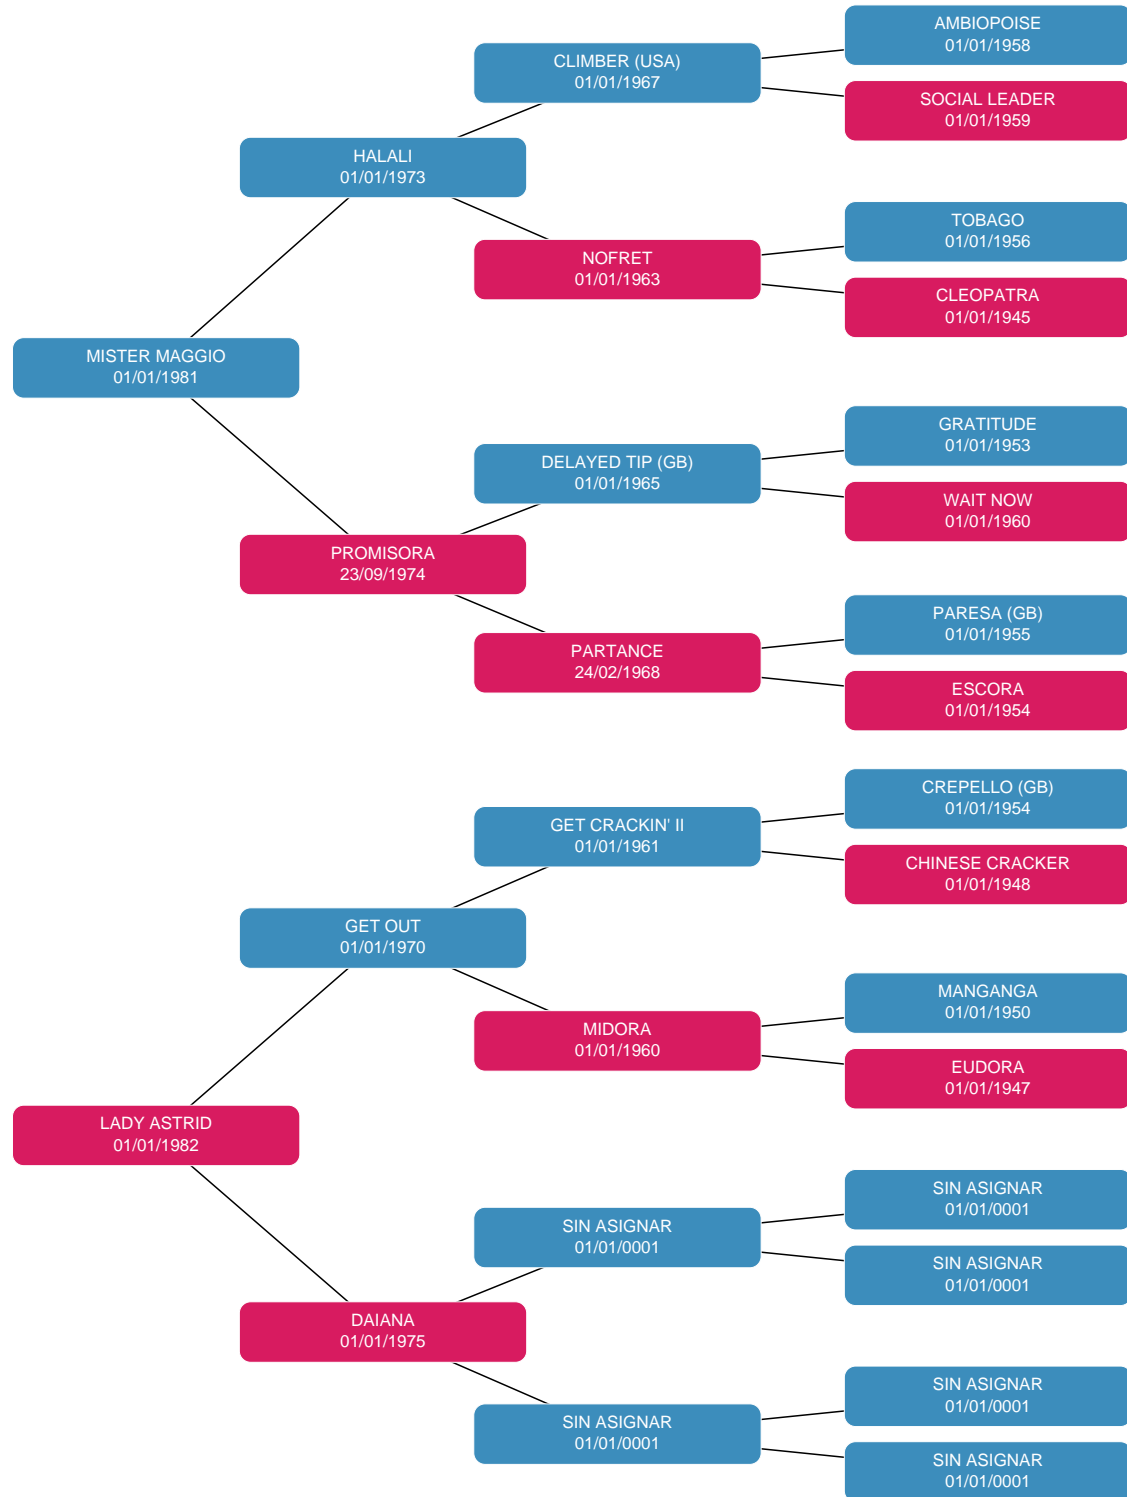 AMBIOPOISE
01/01/1958
CLIMBER (USA)
01/01/1967
SOCIAL LEADER
01/01/1959
HALALI
01/01/1973
TOBAGO
01/01/1956
NOFRET
01/01/1963
CLEOPATRA
01/01/1945
MISTER MAGGIO
01/01/1981
GRATITUDE
01/01/1953
DELAYED TIP (GB)
01/01/1965
WAIT NOW
01/01/1960
PROMISORA
23/09/1974
PARESA (GB)
01/01/1955
PARTANCE
24/02/1968
ESCORA
01/01/1954
CREPELLO (GB)
01/01/1954
GET CRACKIN' II
01/01/1961
CHINESE CRACKER
01/01/1948
GET OUT
01/01/1970
MANGANGA
01/01/1950
MIDORA
01/01/1960
EUDORA
01/01/1947
LADY ASTRID
01/01/1982
SIN ASIGNAR
01/01/0001
SIN ASIGNAR
01/01/0001
SIN ASIGNAR
01/01/0001
DAIANA
01/01/1975
SIN ASIGNAR
01/01/0001
SIN ASIGNAR
01/01/0001
SIN ASIGNAR
01/01/0001